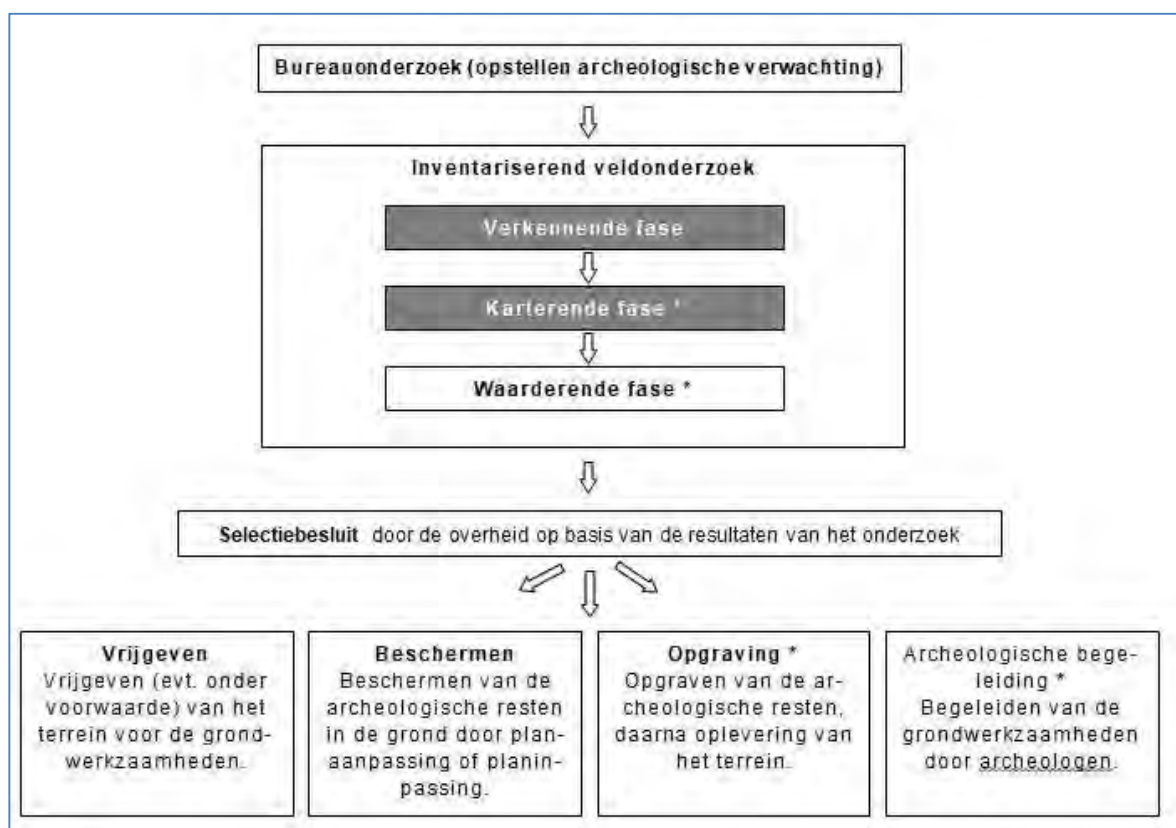 Bureauonderzoek (opstellen archeologische verwachting)
Inventariserend veldonderzoek
Verkennende fase
Karterende fase *
Waarderende fase *
Selectiebesluit door de overheid op basis van de resultaten van het onderzoek
Vrijgeven
Vrijgeven (evt. onder
voorwaarde) van het
terrein voor de grond-
werkzaamheden.
Beschermen
Beschermen van de
archeologische resten
in de grond door plan-
aanpassing of planin-
passing.
Opgraving *
Opgraven van de ar-
cheologische resten,
daarna oplevering van
het terrein.
Archeologische bege-
leiding *
Begeleiden van de
grondwerkzaamheden
door archeologen.